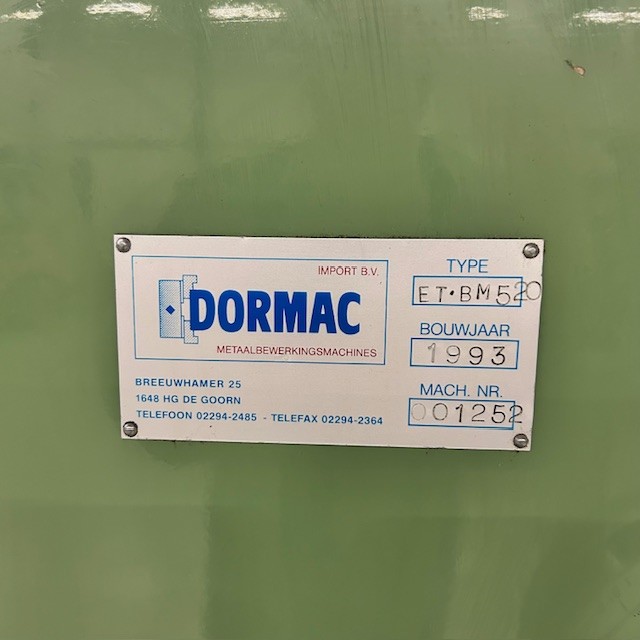 IMPORT B.V.
DORMAC
METAALBEWERKINGSMACHINES
BREEUWHAMER 25
1648 HG DE GOORN
TELEFOON 02294-2485 - TELEFAX 02294-2364
TYPE
ET·BM520
BOUWJAAR
1993
MACH. NR.
001252